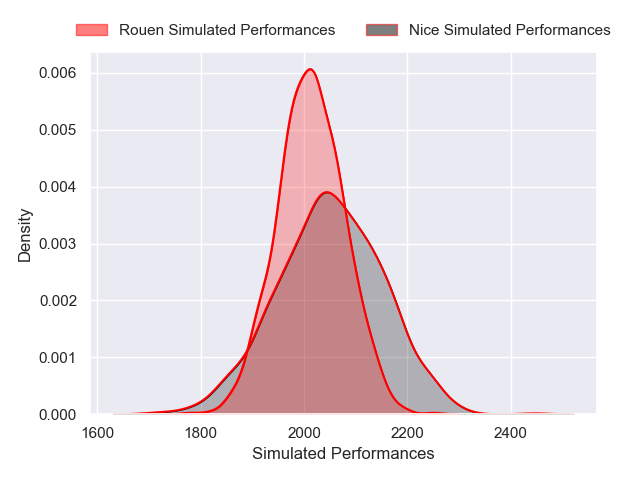 Rouen Simulated Performances Nice Simulated Performances
0.006
0.005
0.004
0.003
0.002
0.001
0.000
Density
1600 1800 2000 2200 2400
Simulated Performances